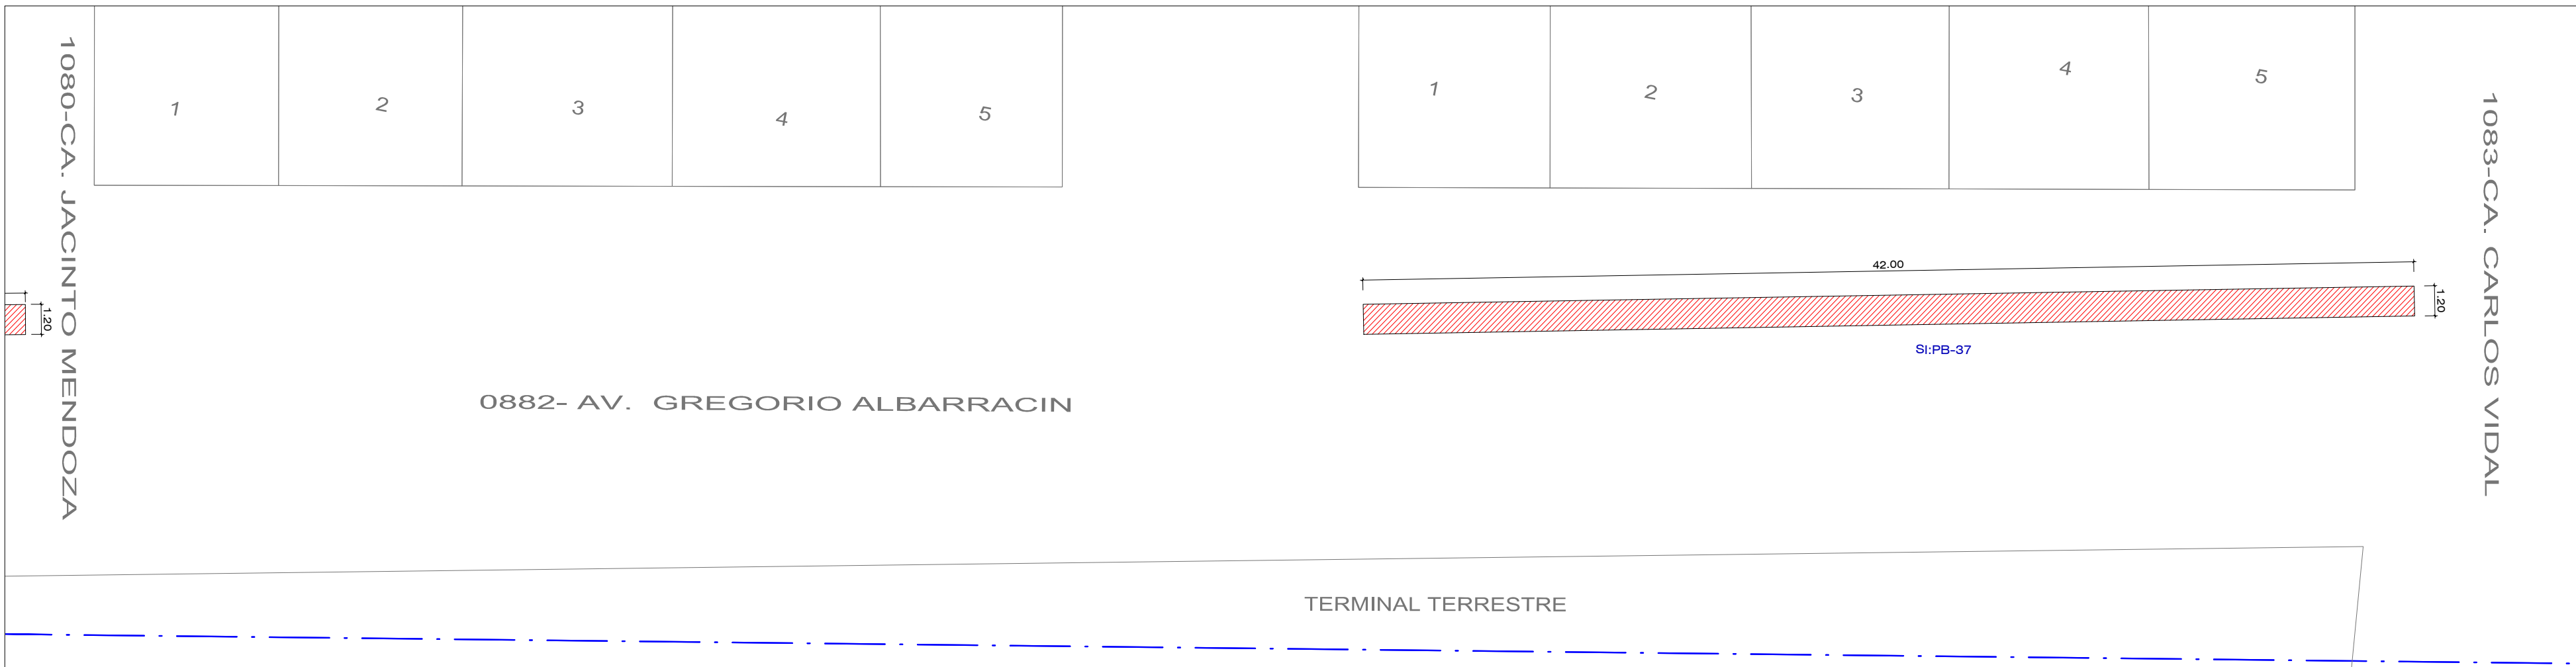 1080-CA. JACINTO MENDOZA
1
2
3
4
5
1
2
3
4
5
1083-CA. CARLOS VIDAL
42.00
1.20
1.20
SI:PB-37
0882- AV.  GREGORIO ALBARRACIN
TERMINAL TERRESTRE